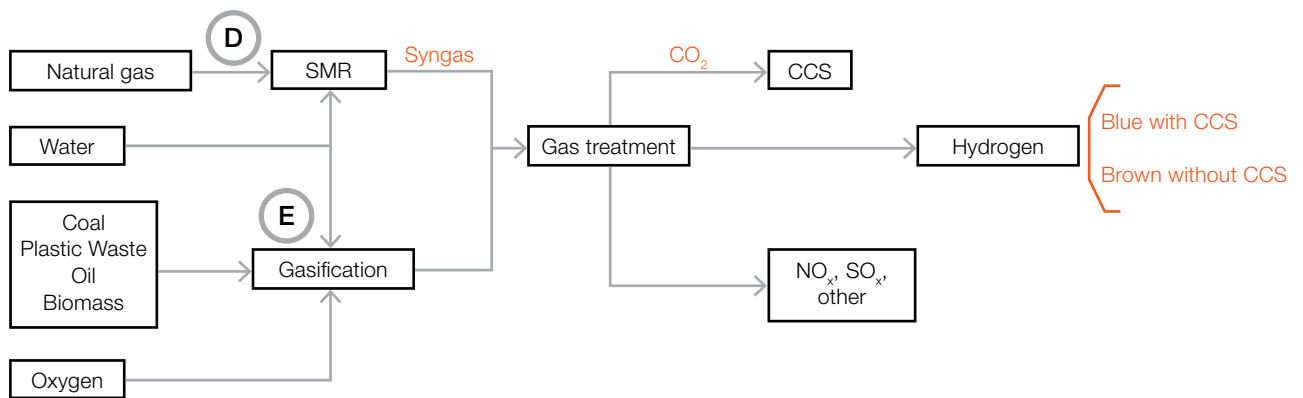 D
Natural gas
SMR
Syngas
CO₂
CCS
Water
Gas treatment
Hydrogen
Blue with CCS
Brown without CCS
E
Coal
Plastic Waste
Oil
Biomass
Gasification
NOₓ, SOₓ,
other
Oxygen